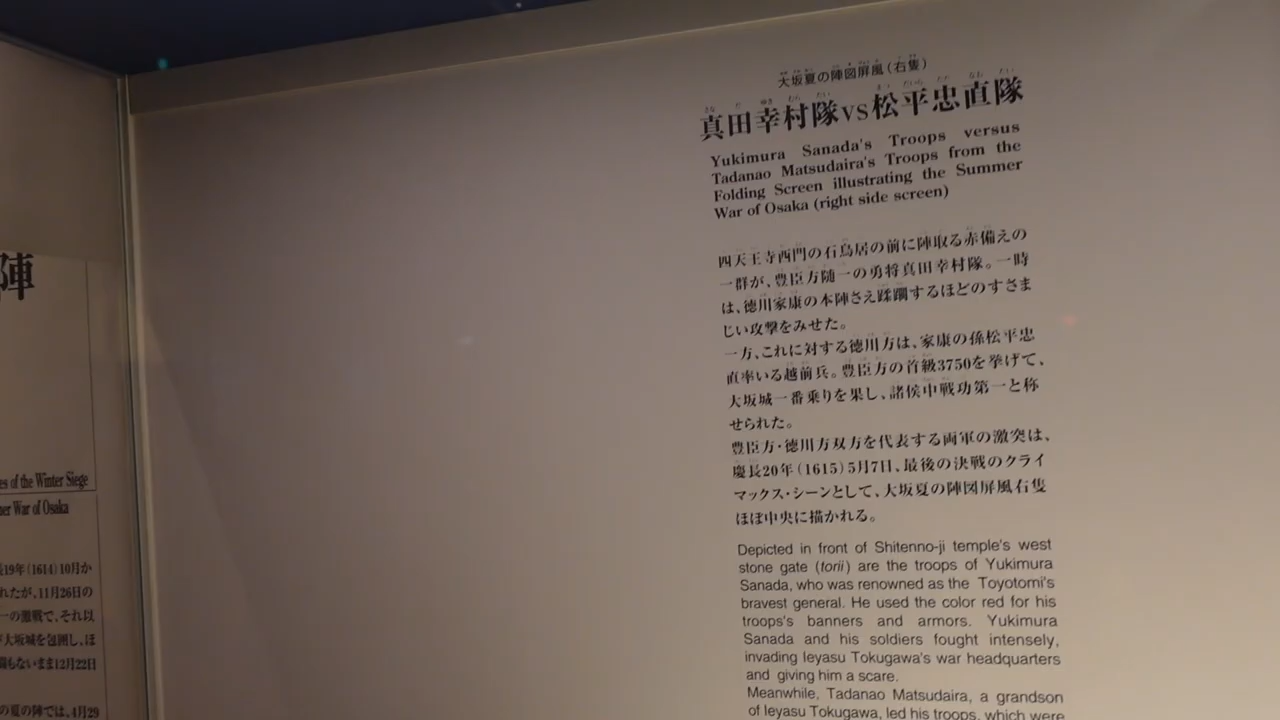 陣
es of the Winter Siege
er War of Osaka
長19年(1614)10月か
れたが、11月26日の
一の激戦で、それ以
大坂城を包囲し、ほ
闘もないまま12月22日
の夏の陣では、4月29
大坂夏の陣図屏風(右隻)
真田幸村隊VS松平忠直隊
Yukimura Sanada's Troops versus
Tadanao Matsudaira's Troops from the
Folding Screen illustrating the Summer
War of Osaka (right side screen)
四天王寺西門の石鳥居の前に陣取る赤備えの
一群が、豊臣方随一の勇将真田幸村隊。一時
は、徳川家康の本陣さえ蹂躙するほどのすさま
じい攻撃をみせた。
一方、これに対する徳川方は、家康の孫松平忠
直率いる越前兵。豊臣方の首級3750を挙げて、
大坂城一番乗りを果し、諸侯中戦功第一と称
せられた。
豊臣方・徳川方双方を代表する両軍の激突は、
慶長20年(1615)5月7日、最後の決戦のクライ
マックス・シーンとして、大坂夏の陣図屏風右隻
ほぼ中央に描かれる。
Depicted in front of Shitenno-ji temple's west
stone gate (torii) are the troops of Yukimura
Sanada, who was renowned as the Toyotomi's
bravest general. He used the color red for his
troops's banners and armors. Yukimura
Sanada and his soldiers fought intensely,
invading Ieyasu Tokugawa's war headquarters
and giving him a scare.
Meanwhile, Tadanao Matsudaira, a grandson
of Ieyasu Tokugawa, led his troops, which were